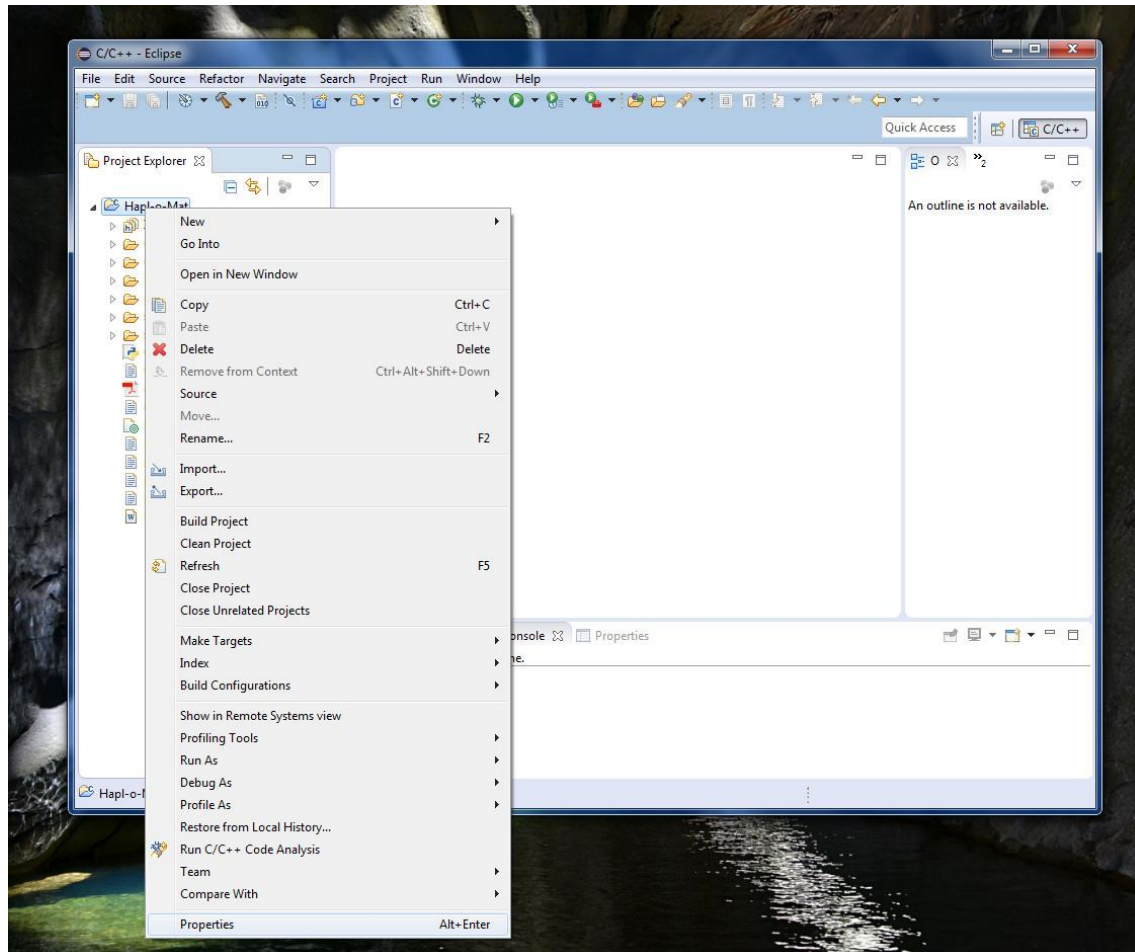 C/C++ - Eclipse
File Edit Source Refactor Navigate Search Project Run Window Help
Quick Access
C/C++
Project Explorer
O
2
Hapl-o-Mat
An outline is not available.
New
Go Into
Open in New Window
Copy Ctrl+C
Paste Ctrl+V
Delete Delete
Remove from Context Ctrl+Alt+Shift+Down
Source
Move...
Rename... F2
Import...
Export...
Build Project
Clean Project
Refresh F5
Close Project
Close Unrelated Projects
Make Targets
Index
Build Configurations
Show in Remote Systems view
Profiling Tools
Run As
Debug As
Profile As
Restore from Local History...
Run C/C++ Code Analysis
Team
Compare With
Properties Alt+Enter
onsole Properties
Hapl-o-